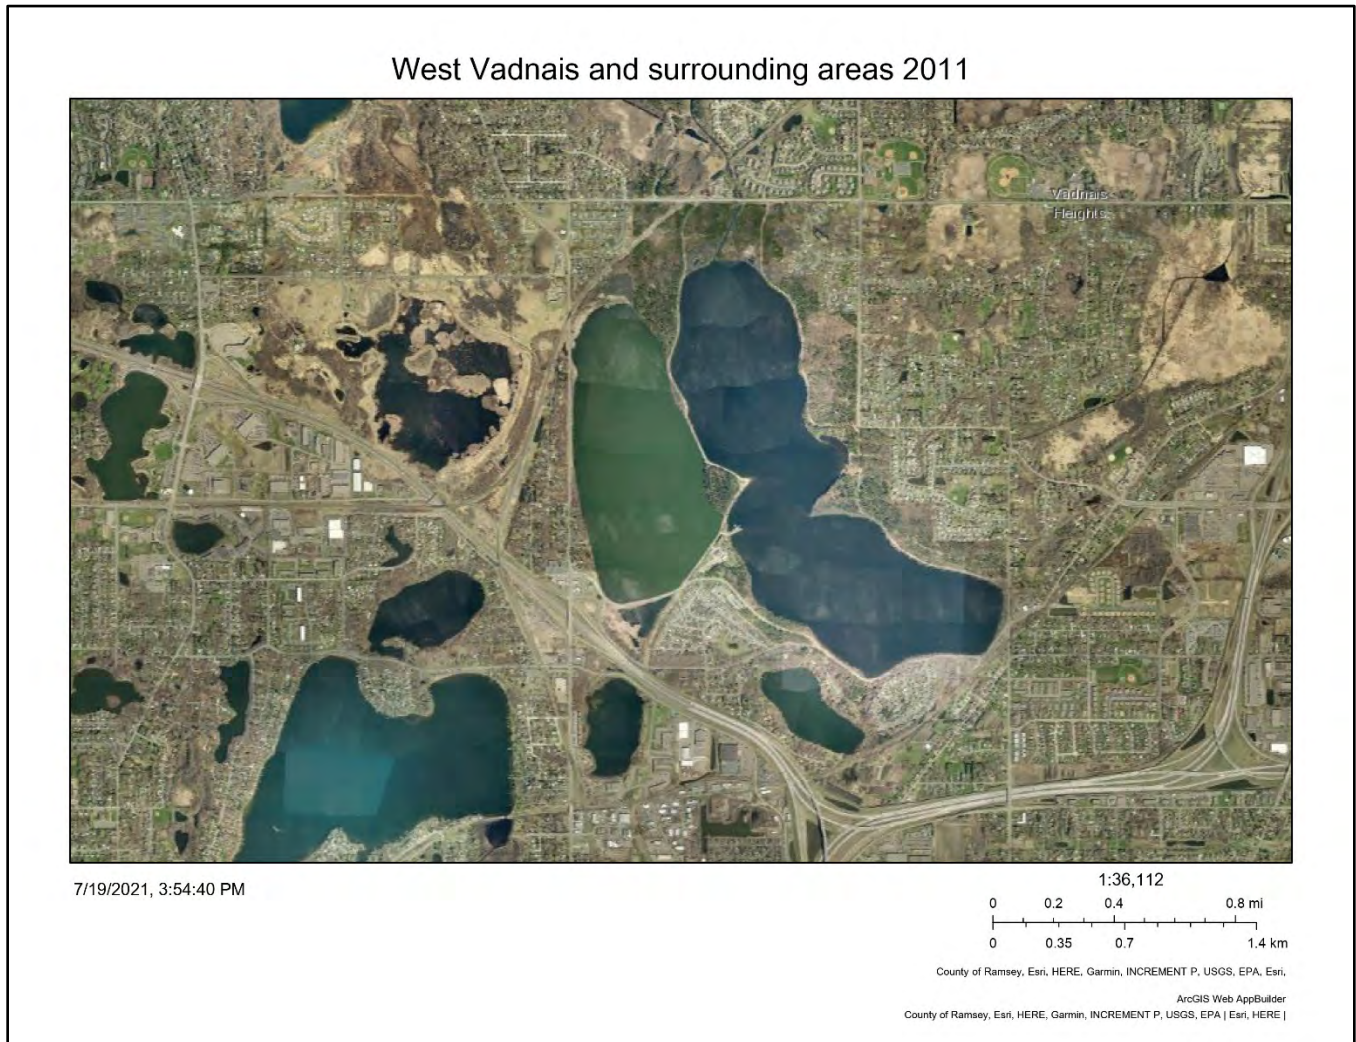 West Vadnais and surrounding areas 2011
Vadnais
Heights
7/19/2021, 3:54:40 PM
1:36,112
0 0.2 0.4 0.8 mi
0 0.35 0.7 1.4 km
County of Ramsey, Esri, HERE, Garmin, INCREMENT P, USGS, EPA, Esri,
ArcGIS Web AppBuilder
County of Ramsey, Esri, HERE, Garmin, INCREMENT P, USGS, EPA | Esri, HERE |